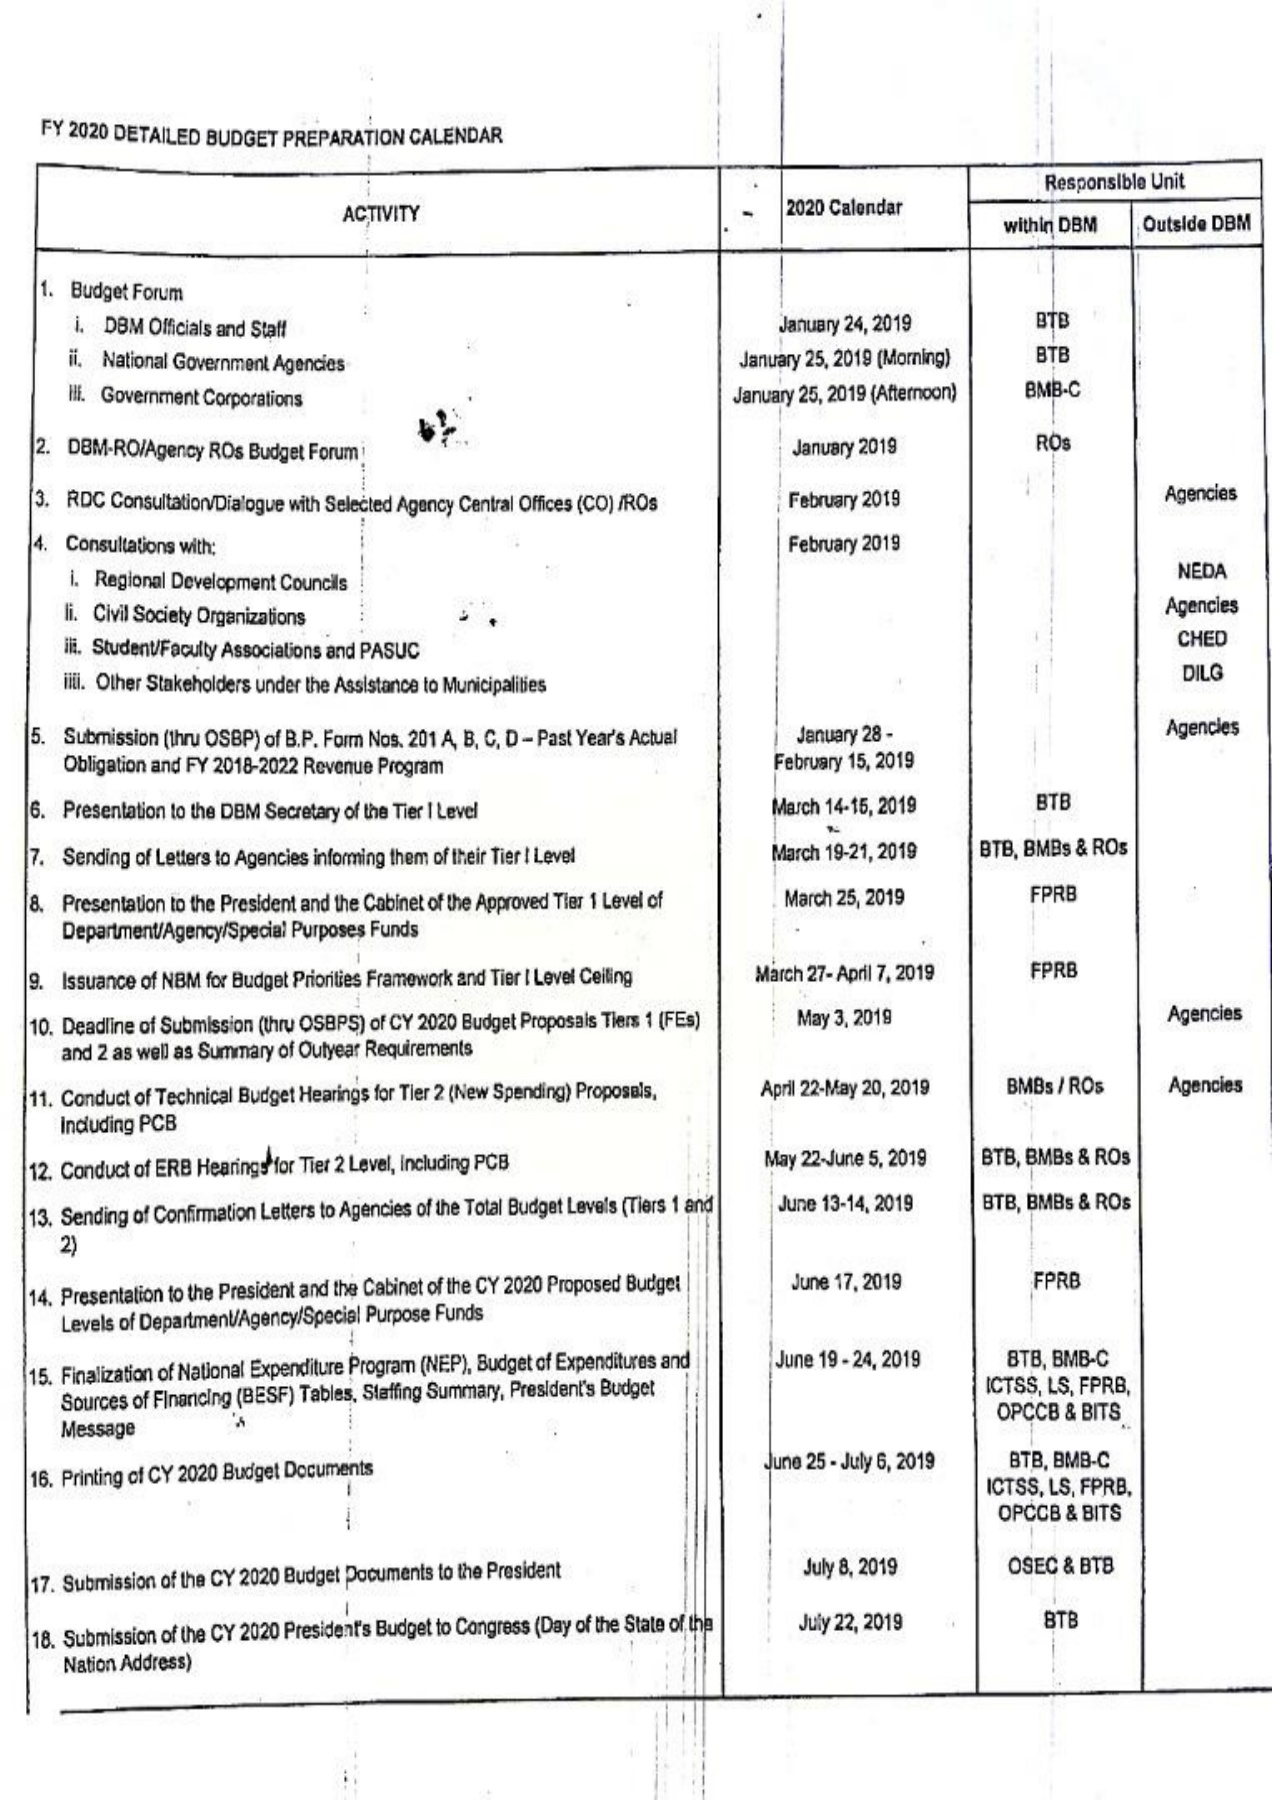 FY 2020 DETAILED BUDGET PREPARATION CALENDAR
ACTIVITY
2020 Calendar
Responsible Unit
within DBM
Outside DBM
1. Budget Forum
i. DBM Officials and Staff January 24, 2019 BTB
ii. National Government Agencies January 25, 2019 (Morning) BTB
iii. Government Corporations January 25, 2019 (Afternoon) BMB-C
2. DBM-RO/Agency ROs Budget Forum January 2019 ROs
3. RDC Consultation/Dialogue with Selected Agency Central Offices (CO) /ROs February 2019 Agencies
4. Consultations with: February 2019
i. Regional Development Councils NEDA
ii. Civil Society Organizations Agencies
iii. Student/Faculty Associations and PASUC CHED
iiii. Other Stakeholders under the Assistance to Municipalities DILG
5. Submission (thru OSBP) of B.P. Form Nos. 201 A, B, C, D – Past Year's Actual January 28 - Agencies
Obligation and FY 2018-2022 Revenue Program February 15, 2019
6. Presentation to the DBM Secretary of the Tier I Level March 14-15, 2019 BTB
7. Sending of Letters to Agencies informing them of their Tier I Level March 19-21, 2019 BTB, BMBs & ROs
8. Presentation to the President and the Cabinet of the Approved Tier 1 Level of March 25, 2019 FPRB
Department/Agency/Special Purposes Funds
9. Issuance of NBM for Budget Priorities Framework and Tier I Level Ceiling March 27- April 7, 2019 FPRB
10. Deadline of Submission (thru OSBPS) of CY 2020 Budget Proposals Tiers 1 (FEs) May 3, 2019 Agencies
and 2 as well as Summary of Outyear Requirements
11. Conduct of Technical Budget Hearings for Tier 2 (New Spending) Proposals, April 22-May 20, 2019 BMBs / ROs Agencies
Including PCB
12. Conduct of ERB Hearings for Tier 2 Level, Including PCB May 22-June 5, 2019 BTB, BMBs & ROs
13. Sending of Confirmation Letters to Agencies of the Total Budget Levels (Tiers 1 and June 13-14, 2019 BTB, BMBs & ROs
2)
14. Presentation to the President and the Cabinet of the CY 2020 Proposed Budget June 17, 2019 FPRB
Levels of Department/Agency/Special Purpose Funds
15. Finalization of National Expenditure Program (NEP), Budget of Expenditures and June 19 - 24, 2019 BTB, BMB-C
Sources of Financing (BESF) Tables, Staffing Summary, President's Budget ICTSS, LS, FPRB,
Message OPCCB & BITS
16. Printing of CY 2020 Budget Documents June 25 - July 6, 2019 BTB, BMB-C
ICTSS, LS, FPRB,
OPCCB & BITS
17. Submission of the CY 2020 Budget Documents to the President July 8, 2019 OSEC & BTB
18. Submission of the CY 2020 President's Budget to Congress (Day of the State of the July 22, 2019 BTB
Nation Address)